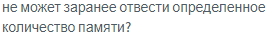 не может заранее отвести определенное
количество памяти?